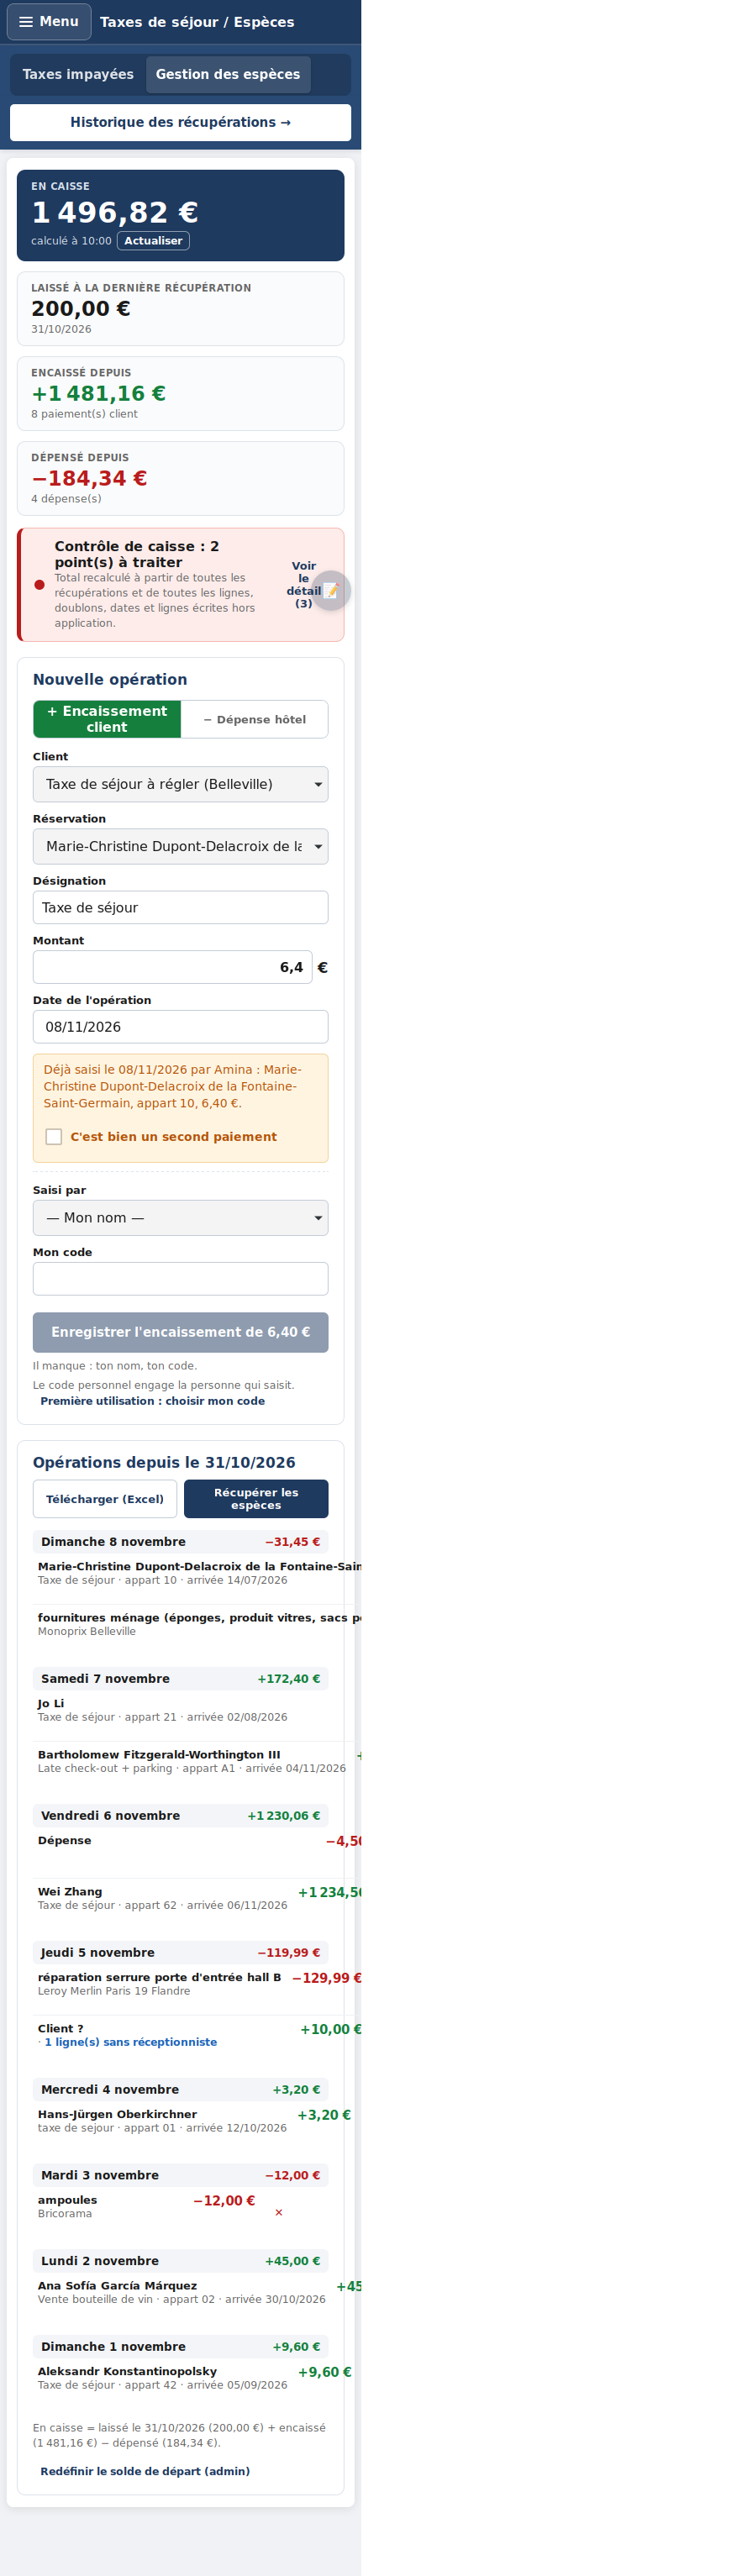 Menu
Taxes de séjour / Espèces
Taxes impayées
Gestion des espèces
Historique des récupérations →
EN CAISSE
1 496,82 €
calculé à 10:00
Actualiser
LAISSÉ À LA DERNIÈRE RÉCUPÉRATION
200,00 €
31/10/2026
ENCAISSÉ DEPUIS
+1 481,16 €
8 paiement(s) client
DÉPENSÉ DEPUIS
−184,34 €
4 dépense(s)
Contrôle de caisse : 2
point(s) à traiter
Total recalculé à partir de toutes les
récupérations et de toutes les lignes,
doublons, dates et lignes écrites hors
application.
Voir
le
détail
(3)
Nouvelle opération
+ Encaissement
client
− Dépense hôtel
Client
Taxe de séjour à régler (Belleville)
Réservation
Marie-Christine Dupont-Delacroix de la
Désignation
Taxe de séjour
Montant
6,4 €
Date de l'opération
08/11/2026
Déjà saisi le 08/11/2026 par Amina : Marie-
Christine Dupont-Delacroix de la Fontaine-
Saint-Germain, appart 10, 6,40 €.
C'est bien un second paiement
Saisi par
— Mon nom —
Mon code
Enregistrer l'encaissement de 6,40 €
Il manque : ton nom, ton code.
Le code personnel engage la personne qui saisit.
Première utilisation : choisir mon code
Opérations depuis le 31/10/2026
Télécharger (Excel)
Récupérer les
espèces
Dimanche 8 novembre −31,45 €
Marie-Christine Dupont-Delacroix de la Fontaine-Sain
Taxe de séjour · appart 10 · arrivée 14/07/2026
fournitures ménage (éponges, produit vitres, sacs p
Monoprix Belleville
Samedi 7 novembre +172,40 €
Jo Li
Taxe de séjour · appart 21 · arrivée 02/08/2026
Bartholomew Fitzgerald-Worthington III +
Late check-out + parking · appart A1 · arrivée 04/11/2026
Vendredi 6 novembre +1 230,06 €
Dépense −4,50
Wei Zhang +1 234,56
Taxe de séjour · appart 62 · arrivée 06/11/2026
Jeudi 5 novembre −119,99 €
réparation serrure porte d'entrée hall B −129,99 €
Leroy Merlin Paris 19 Flandre
Client ? +10,00 €
· 1 ligne(s) sans réceptionniste
Mercredi 4 novembre +3,20 €
Hans-Jürgen Oberkirchner +3,20 €
taxe de sejour · appart 01 · arrivée 12/10/2026
Mardi 3 novembre −12,00 €
ampoules −12,00 €
Bricorama ×
Lundi 2 novembre +45,00 €
Ana Sofía García Márquez +45
Vente bouteille de vin · appart 02 · arrivée 30/10/2026
Dimanche 1 novembre +9,60 €
Aleksandr Konstantinopolsky +9,60 €
Taxe de séjour · appart 42 · arrivée 05/09/2026
En caisse = laissé le 31/10/2026 (200,00 €) + encaissé
(1 481,16 €) − dépensé (184,34 €).
Redéfinir le solde de départ (admin)